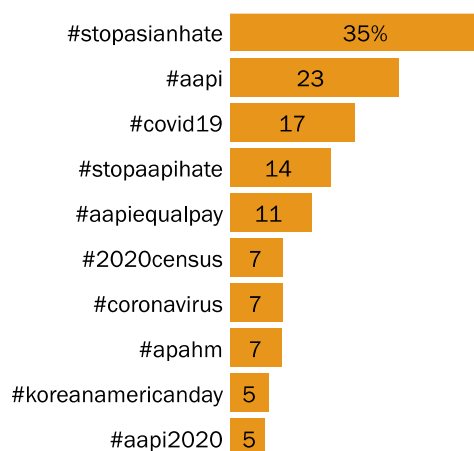 #stopasianhate 35%
#aapi 23
#covid19 17
#stopaapihate 14
#aapiequalpay 11
#2020census 7
#coronavirus 7
#apahm 7
#koreanamericanday 5
#aapi2020 5